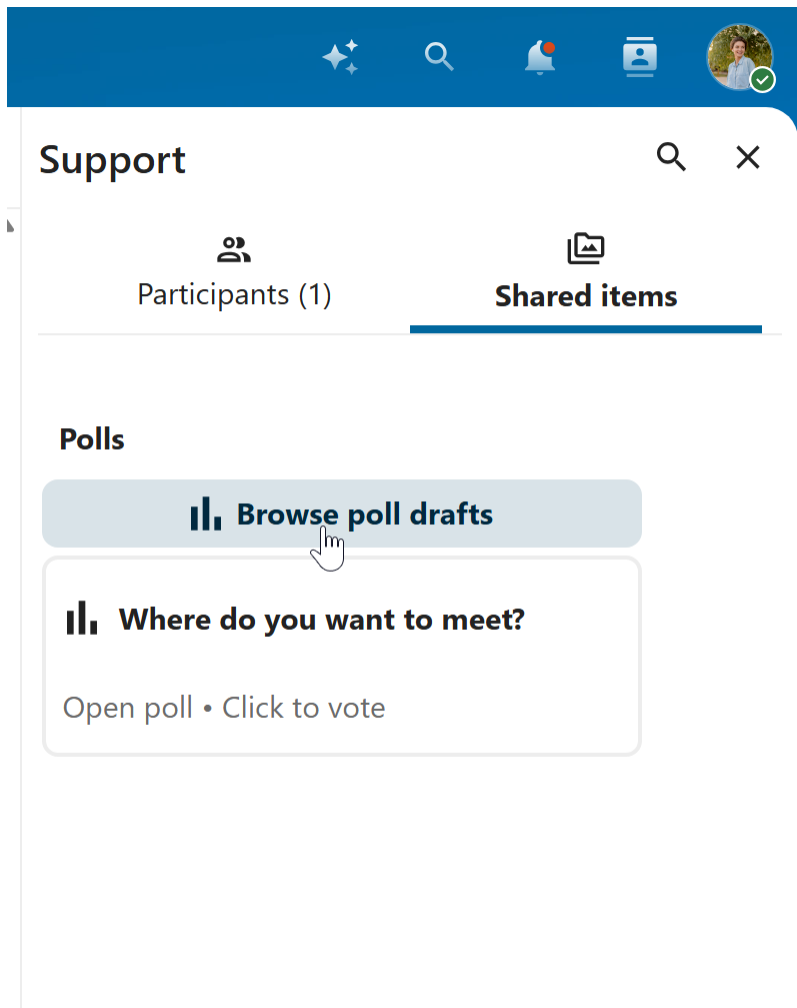 Support
Participants (1)
Shared items
Polls
Browse poll drafts
Where do you want to meet?
Open poll • Click to vote